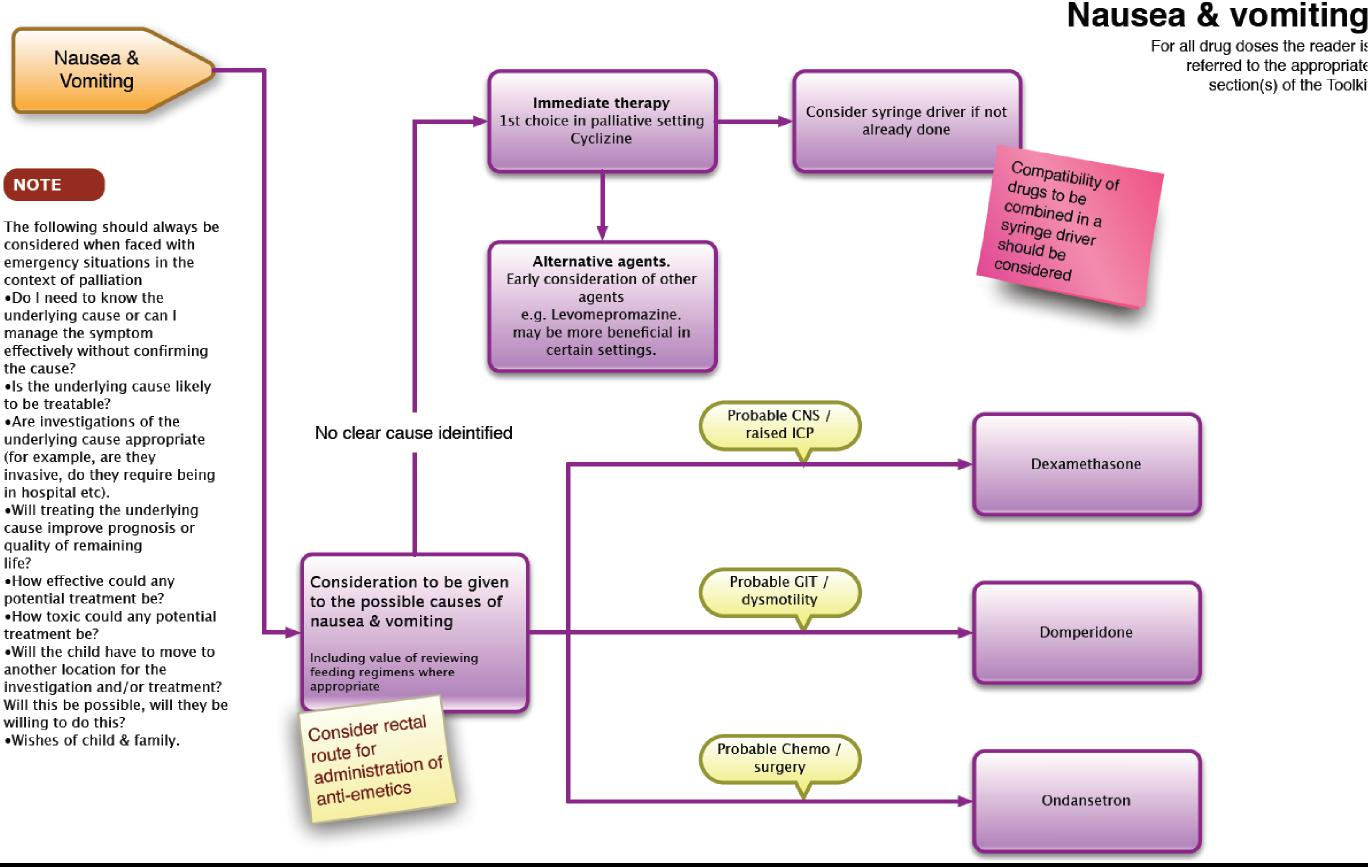 Nausea & vomiting
For all drug doses the reader is
referred to the appropriate
section(s) of the Toolki
Nausea &
Vomiting
NOTE
The following should always be
considered when faced with
emergency situations in the
context of palliation
•Do I need to know the
underlying cause or can I
manage the symptom
effectively without confirming
the cause?
•Is the underlying cause likely
to be treatable?
•Are investigations of the
underlying cause appropriate
(for example, are they
invasive, do they require being
in hospital etc).
•Will treating the underlying
cause improve prognosis or
quality of remaining
life?
•How effective could any
potential treatment be?
•How toxic could any potential
treatment be?
•Will the child have to move to
another location for the
investigation and/or treatment?
Will this be possible, will they be
willing to do this?
•Wishes of child & family.
Immediate therapy
1st choice in palliative setting
Cyclizine
Consider syringe driver if not
already done
Compatibility of
drugs to be
combined in a
syringe driver
should be
considered
Alternative agents.
Early consideration of other
agents
e.g. Levomepromazine.
may be more beneficial in
certain settings.
No clear cause ideintified
Consideration to be given
to the possible causes of
nausea & vomiting
Including value of reviewing
feeding regimens where
appropriate
Consider rectal
route for
administration of
anti-emetics
Probable CNS /
raised ICP
Dexamethasone
Probable GIT /
dysmotility
Domperidone
Probable Chemo /
surgery
Ondansetron